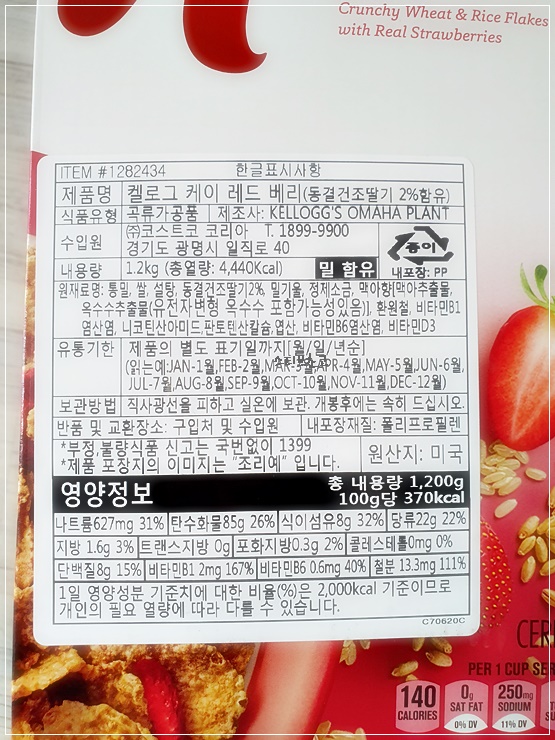 Crunchy Wheat & Rice Flakes
with Real Strawberries
ITEM #1282434 한글표시사항
제품명 켈로그 케이 레드 베리(동결건조딸기 2%함유)
식품유형 곡류가공품 제조사: KELLOGG'S OMAHA PLANT
수입원 ㈜코스트코 코리아 T. 1899-9900
경기도 광명시 일직로 40
종이
내용량 1.2kg (총열량: 4,440Kcal) 밀 함유 내포장: PP
원재료명: 통밀, 쌀, 설탕, 동결건조딸기2%, 밀기울, 정제소금, 맥아향[맥아추출물,
옥수수추출물(유전자변형 옥수수 포함가능성있음)], 환원철, 비타민B1
염산염, 니코틴산아미드,판토텐산칼슘,엽산, 비타민B6염산염, 비타민D3
유통기한 제품의 별도 표기일까지[월/일/년순]
(읽는예:JAN-1월,FEB-2월,MAR-3월,APR-4월,MAY-5월,JUN-6월,
JUL-7월,AUG-8월,SEP-9월,OCT-10월,NOV-11월,DEC-12월)
보관방법 직사광선을 피하고 실온에 보관. 개봉후에는 속히 드십시오.
반품 및 교환장소: 구입처 및 수입원 내포장재질: 폴리프로필렌
*부정,불량식품 신고는 국번없이 1399
*제품 포장지의 이미지는 "조리예" 입니다. 원산지: 미국
영양정보 총 내용량 1,200g
100g당 370kcal
나트륨627mg 31% 탄수화물85g 26% 식이섬유8g 32% 당류22g 22%
지방 1.6g 3% 트랜스지방 0g 포화지방0.3g 2% 콜레스테롤0mg 0%
단백질8g 15% 비타민B1 2mg 167% 비타민B6 0.6mg 40% 철분 13.3mg 111%
1일 영양성분 기준치에 대한 비율(%)은 2,000kcal 기준이므로
개인의 필요 열량에 따라 다를 수 있습니다.
C70620C
PER 1 CUP SER
140 CALORIES
0g SAT FAT 0% DV
250mg SODIUM 11% DV